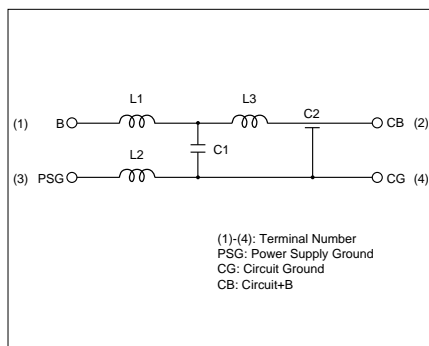 L1
L3
C2
(1) B
CB (2)
C1
L2
(3) PSG
CG (4)
(1)-(4): Terminal Number
PSG: Power Supply Ground
CG: Circuit Ground
CB: Circuit+B